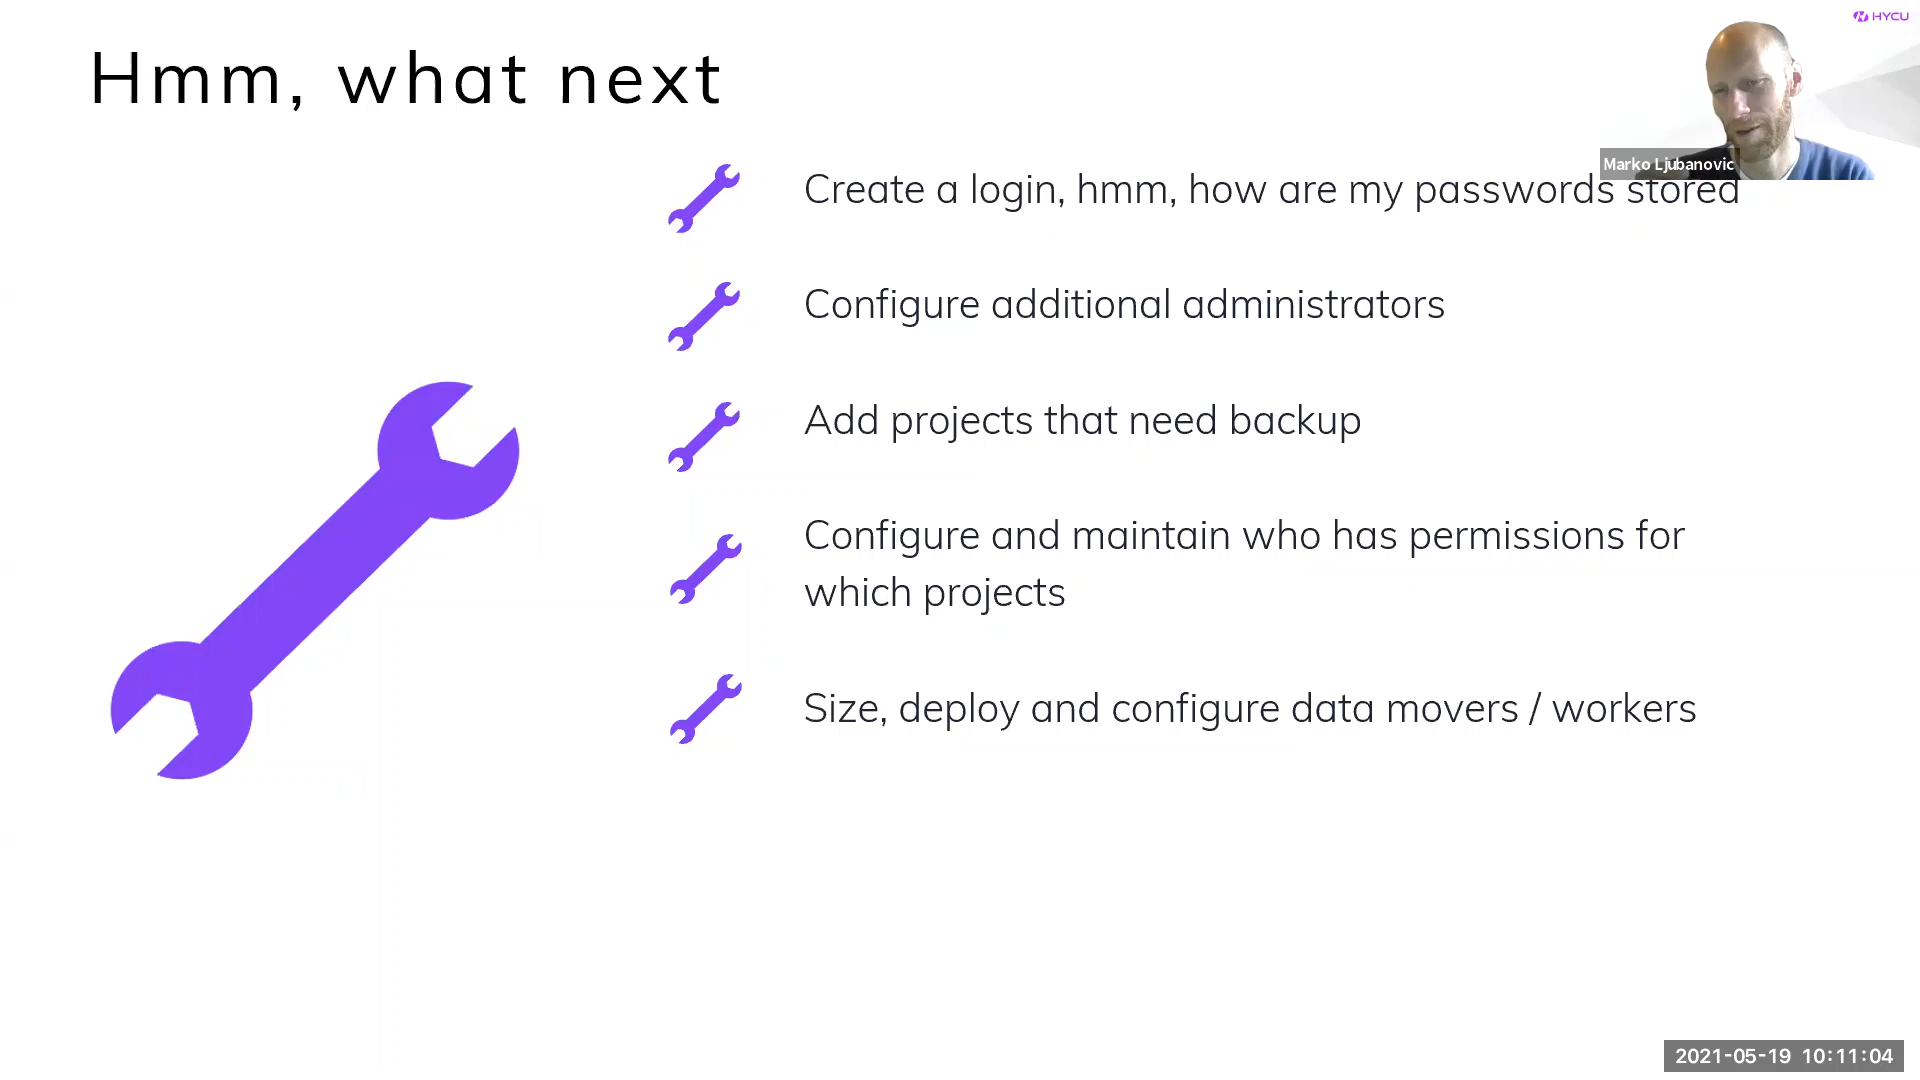 HYCU
Hmm, what next
Marko Ljubanovic
Create a login, hmm, how are my passwords stored
Configure additional administrators
Add projects that need backup
Configure and maintain who has permissions for
which projects
Size, deploy and configure data movers / workers
2021-05-19 10:11:04